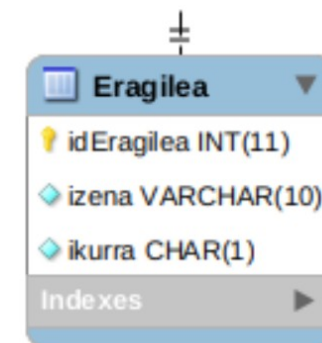 Eragilea
idEragilea INT(11)
izena VARCHAR(10)
ikurra CHAR(1)
Indexes